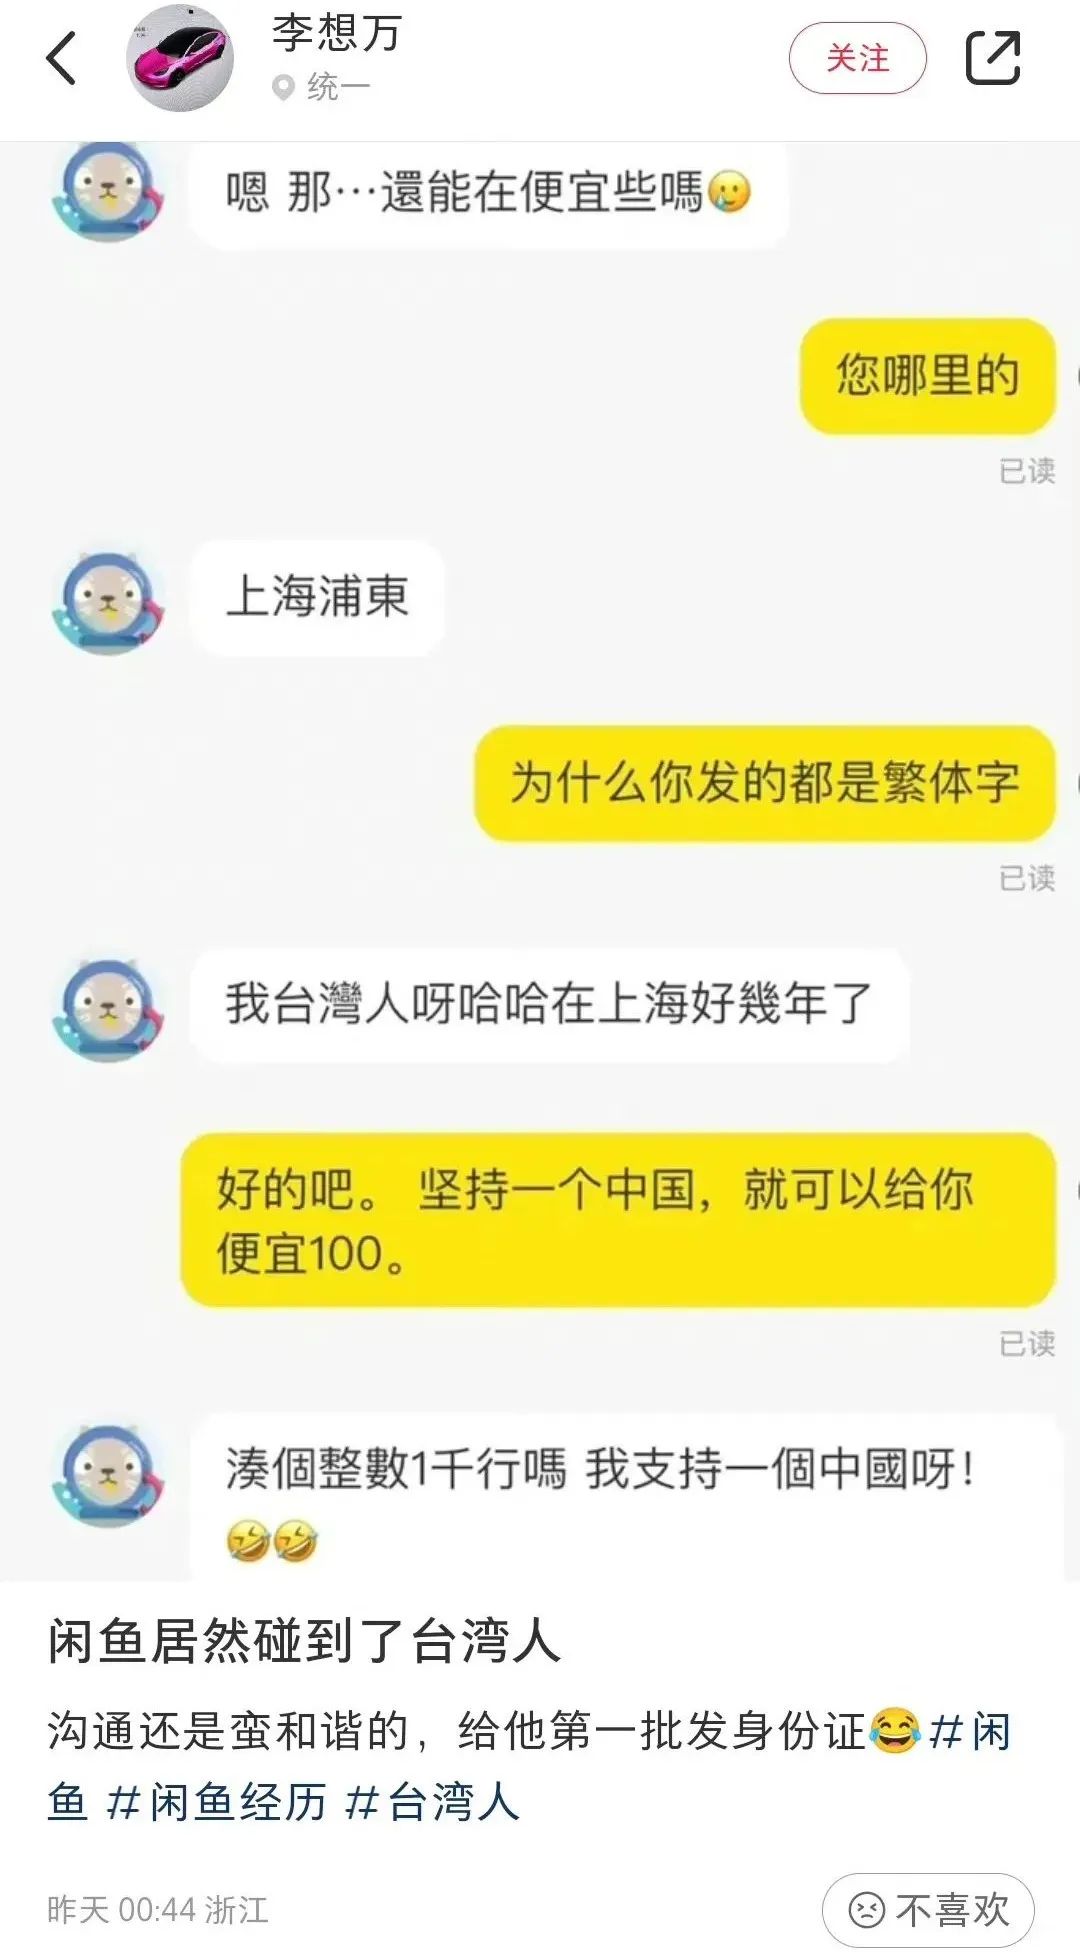 李想万
统一
关注
嗯 那…還能在便宜些嗎🥲
您哪里的
已读
上海浦東
为什么你发的都是繁体字
已读
我台灣人呀哈哈在上海好幾年了
好的吧。 坚持一个中国，就可以给你
便宜100。
已读
湊個整數1千行嗎 我支持一個中國呀！
🤣🤣
闲鱼居然碰到了台湾人
沟通还是蛮和谐的，给他第一批发身份证😂#闲
鱼 #闲鱼经历 #台湾人
昨天 00:44 浙江
不喜欢